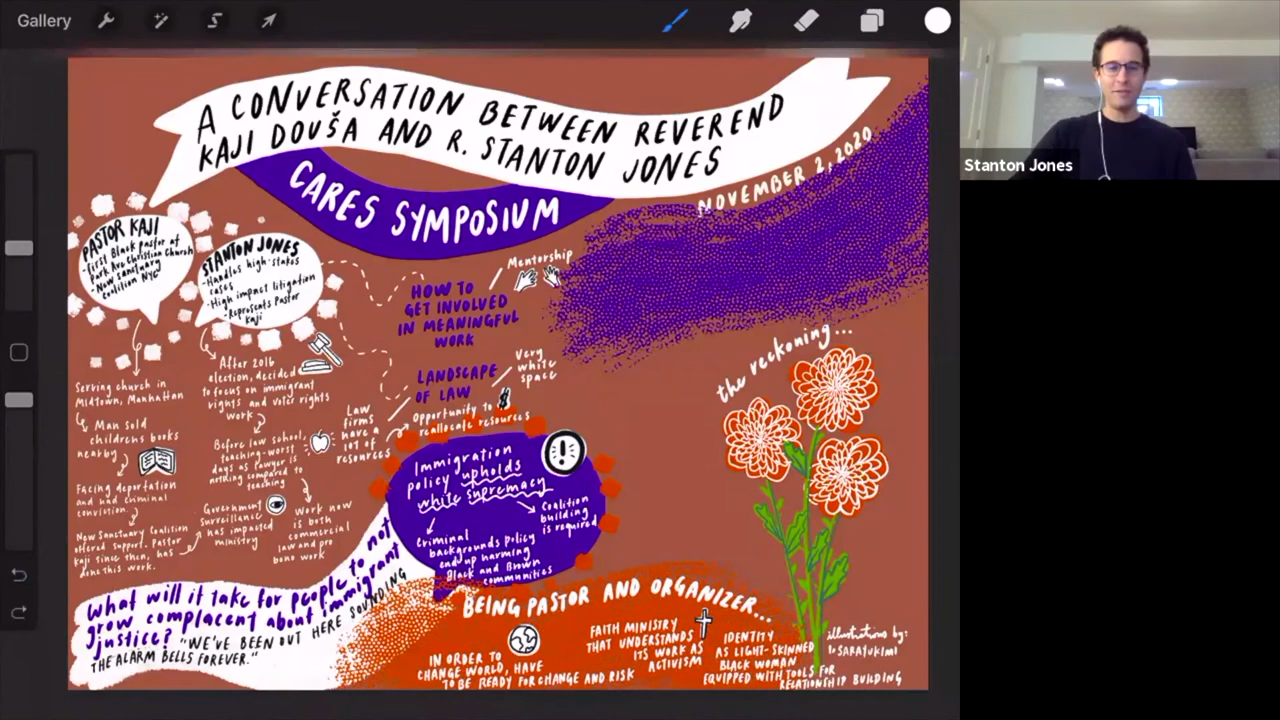 Gallery
A CONVERSATION BETWEEN REVEREND
KAJI DOUŠA AND R. STANTON JONES
CARES SYMPOSIUM
NOVEMBER 2, 2020
PASTOR KAJI
-first Black pastor at
Park Ave Christian Church
-New Sanctuary
Coalition NYC
STANTON JONES
-Handles high-stakes
cases
-High impact litigation
-Represents Pastor
Kaji
Serving church in
Midtown, Manhattan
Man sold
childrens books
nearby
Facing deportation
and had criminal
conviction.
New Sanctuary Coalition
offered support. Pastor
Kaji since then, has
done this work.
Government
surveillance
has impacted
ministry
After 2016
election, decided
to focus on immigrant
rights and voter rights
work
Before law school,
teaching-worst
days as lawyer is
nothing compared to
teaching
Work now
is both
commercial
law and pro
bono work
HOW TO
GET INVOLVED
IN MEANINGFUL
WORK
Mentorship
LANDSCAPE
OF LAW
Very
white
space
Law
firms
have a
lot of
resources
Opportunity to
reallocate resources
$
Immigration
policy upholds
white supremacy
Criminal
backgrounds policy
end up harming
Black and Brown
communities
Coalition
building
is required
What will it take for people to not
grow complacent about immigrant
justice? "WE'VE BEEN OUT HERE SOUNDING
THE ALARM BELLS FOREVER."
BEING PASTOR AND ORGANIZER...
IN ORDER TO
CHANGE WORLD, HAVE
TO BE READY FOR CHANGE AND RISK
FAITH MINISTRY
THAT UNDERSTANDS
ITS WORK AS
ACTIVISM
IDENTITY
AS LIGHT-SKINNED
BLACK WOMAN
EQUIPPED WITH TOOLS FOR
RELATIONSHIP BUILDING
the reckoning...
illustrations by:
Stanton Jones